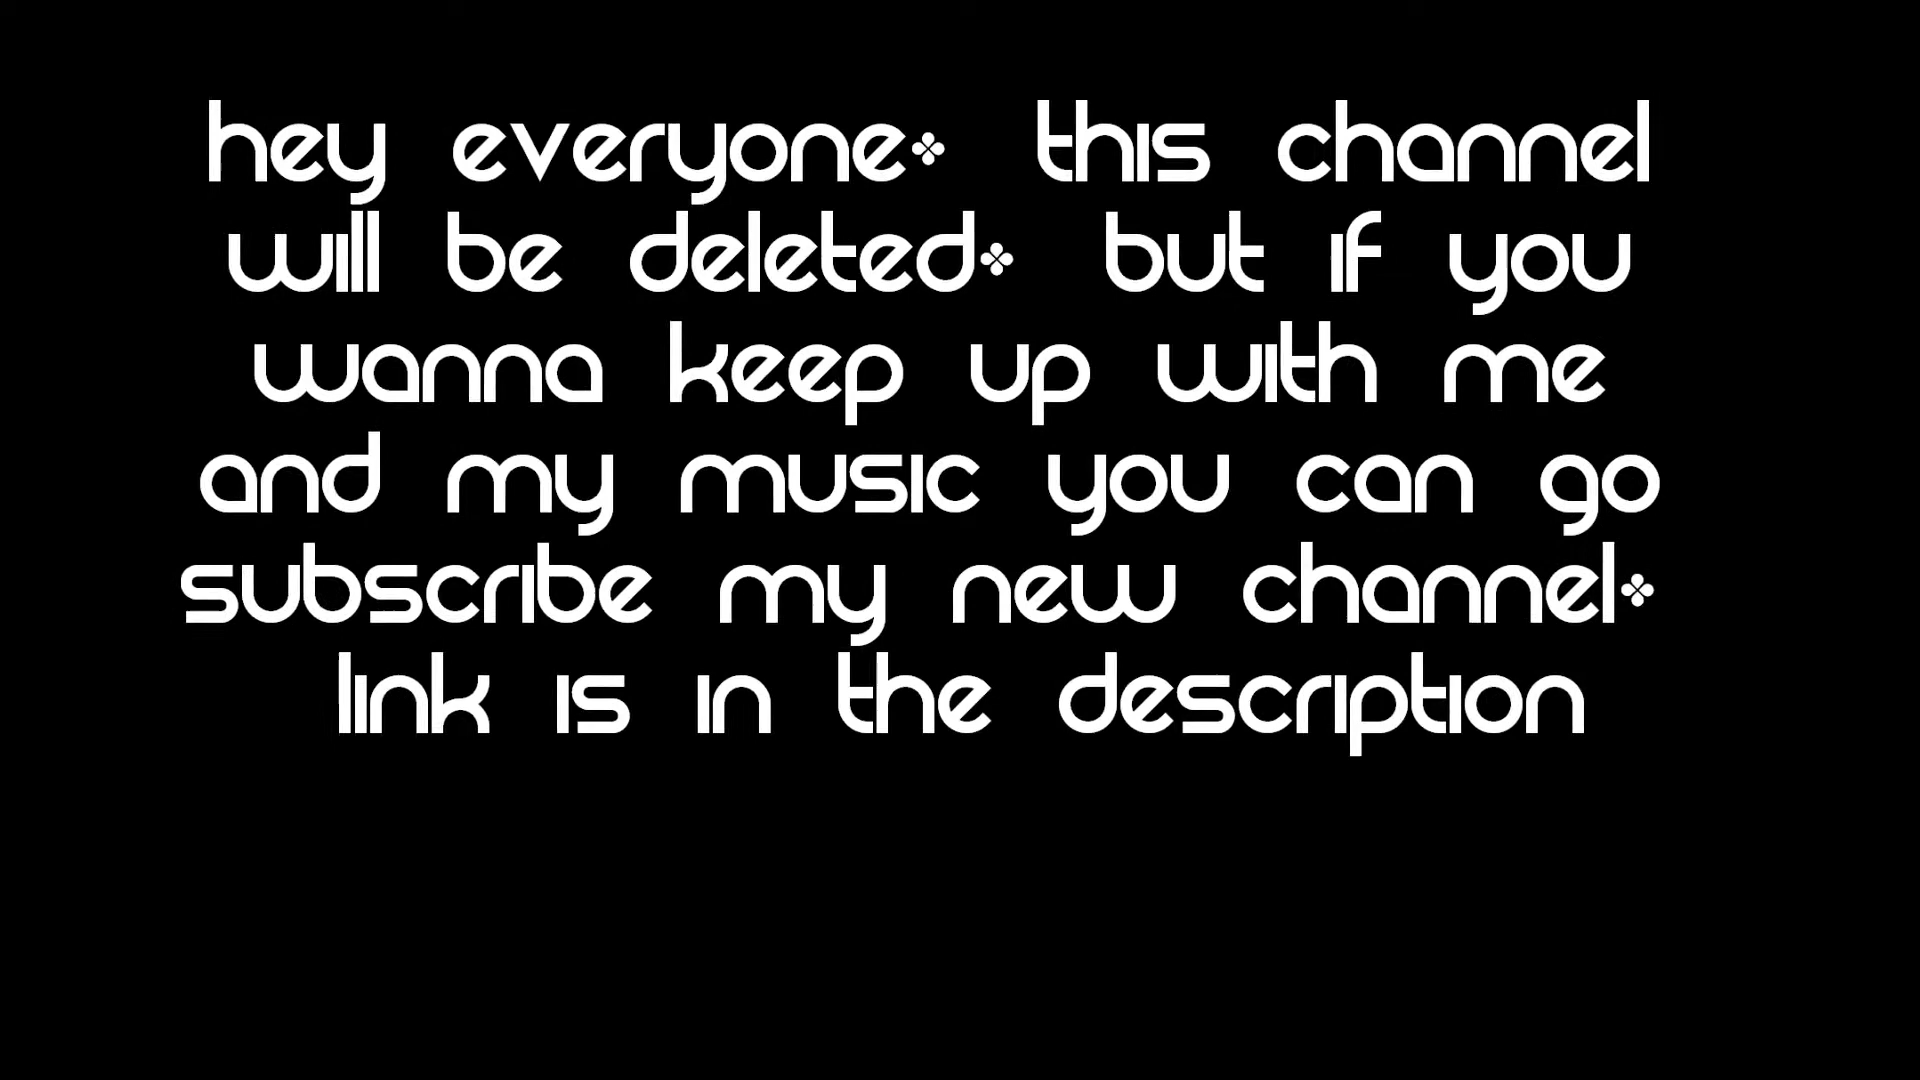 hey everyone. this channel
will be deleted. but if you
wanna keep up with me
and my music you can go
subscribe my new channel.
link is in the description